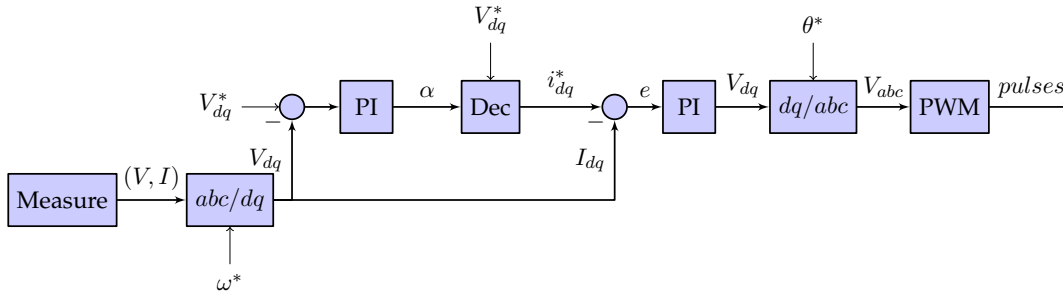 V*dq
θ*
V*dq
−
PI
α
Dec
i*dq
−
e
PI
Vdq
dq/abc
Vabc
PWM
pulses
Measure
(V, I)
abc/dq
Vdq
Idq
ω*